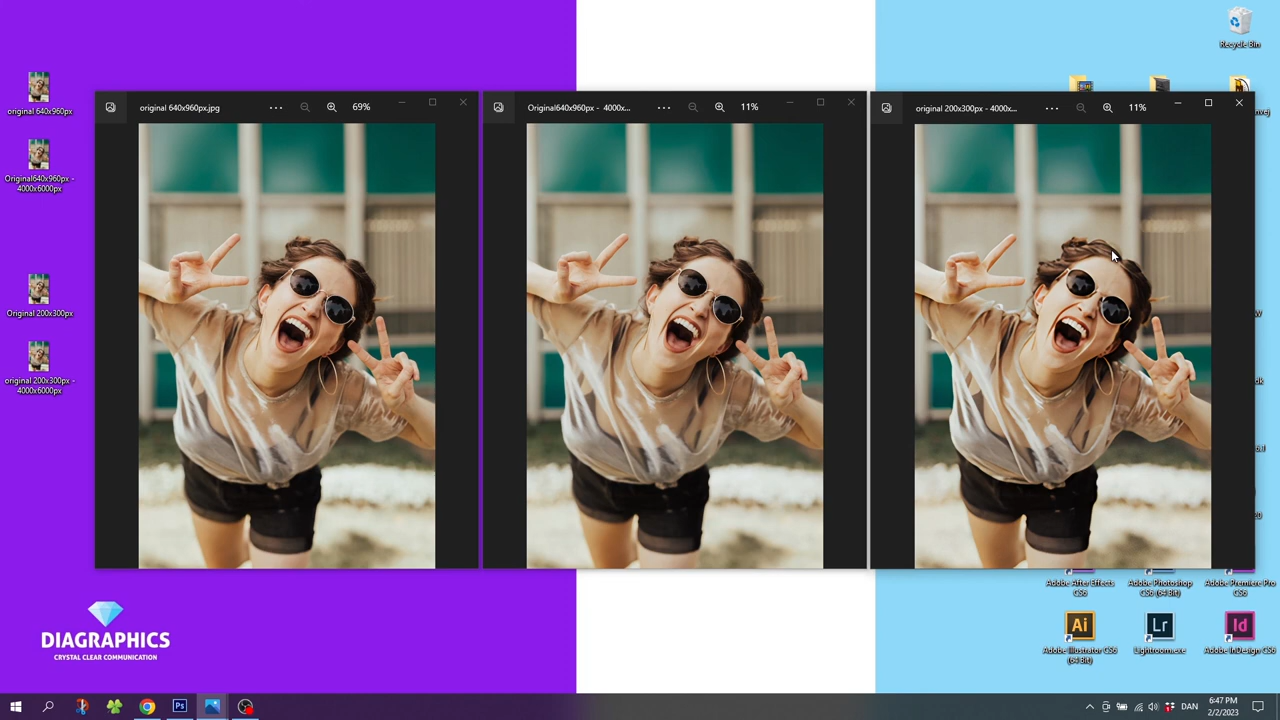 Recycle Bin
original 640x960px
Original640x960px -
4000x6000px
Original 200x300px
original 200x300px -
4000x6000px
original 640x960px.jpg
69%
Original640x960px - 4000x...
11%
original 200x300px - 4000x...
11%
Adobe After Effects
CS6
Adobe Photoshop
CS6 (64 Bit)
Adobe Premiere Pro
CS6
Ai
Lr
Id
Adobe Illustrator CS6
(64 Bit)
Lightroom.exe
Adobe InDesign CS6
DIAGRAPHICS
CRYSTAL CLEAR COMMUNICATION
Ps
DAN
6:47 PM
2/2/2023